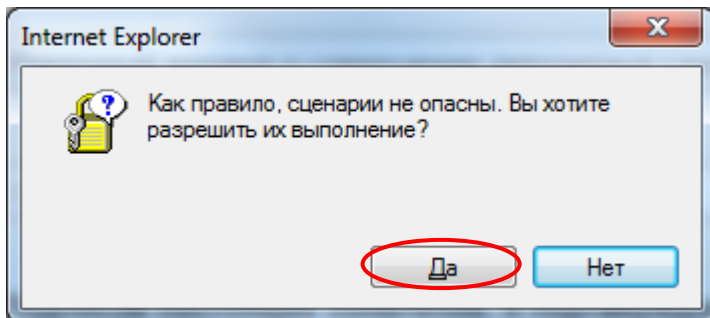 Internet Explorer
Как правило, сценарии не опасны. Вы хотите
разрешить их выполнение?
Да
Нет